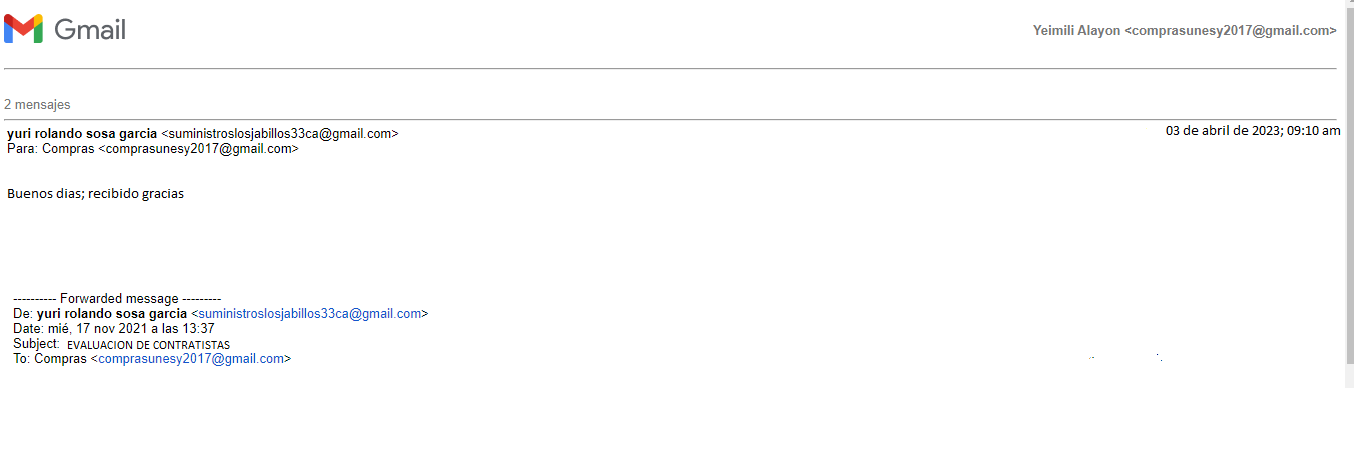 Gmail
Yeimili Alayon <comprasunesy2017@gmail.com>
2 mensajes
yuri rolando sosa garcia <suministroslosjabillos33ca@gmail.com>
03 de abril de 2023; 09:10 am
Para: Compras <comprasunesy2017@gmail.com>
Buenos dias; recibido gracias
---------- Forwarded message ---------
De: yuri rolando sosa garcia <suministroslosjabillos33ca@gmail.com>
Date: mié, 17 nov 2021 a las 13:37
Subject: EVALUACION DE CONTRATISTAS
To: Compras <comprasunesy2017@gmail.com>